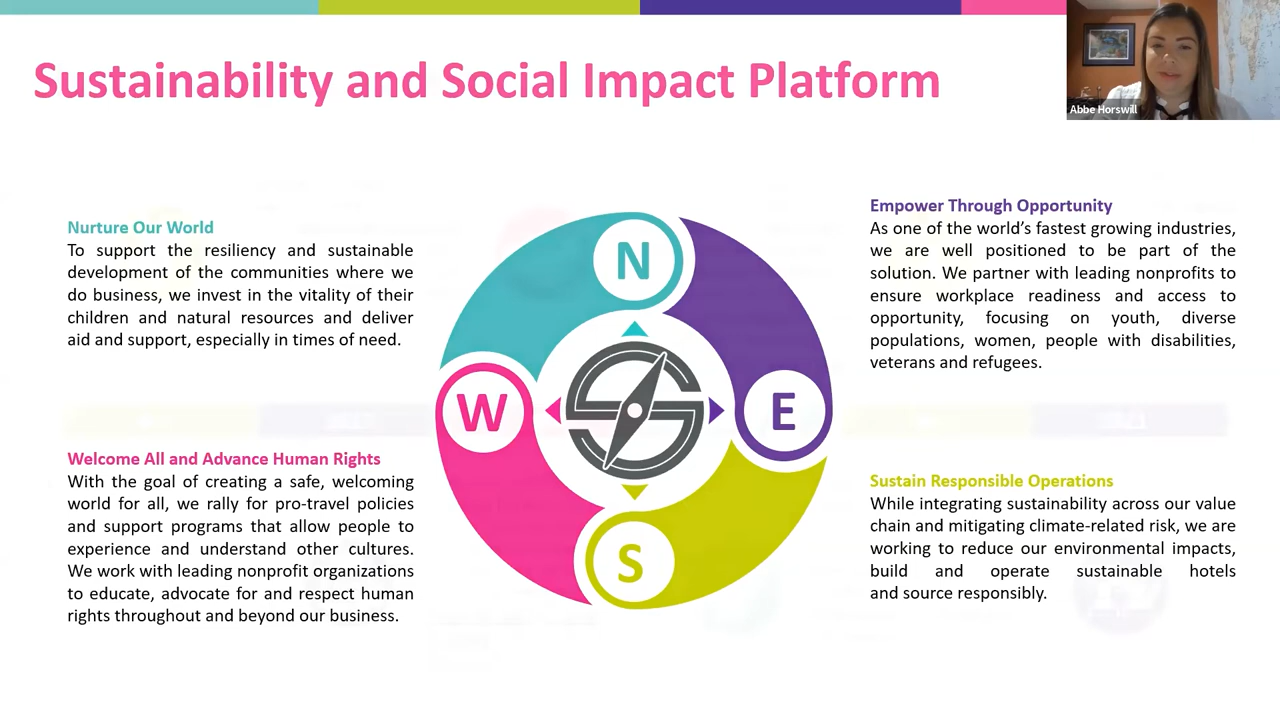 Sustainability and Social Impact Platform
Abbe Horswill
Nurture Our World
To support the resiliency and sustainable
development of the communities where we
do business, we invest in the vitality of their
children and natural resources and deliver
aid and support, especially in times of need.
Welcome All and Advance Human Rights
With the goal of creating a safe, welcoming
world for all, we rally for pro-travel policies
and support programs that allow people to
experience and understand other cultures.
We work with leading nonprofit organizations
to educate, advocate for and respect human
rights throughout and beyond our business.
N
W
E
S
Empower Through Opportunity
As one of the world's fastest growing industries,
we are well positioned to be part of the
solution. We partner with leading nonprofits to
ensure workplace readiness and access to
opportunity, focusing on youth, diverse
populations, women, people with disabilities,
veterans and refugees.
Sustain Responsible Operations
While integrating sustainability across our value
chain and mitigating climate-related risk, we are
working to reduce our environmental impacts,
build and operate sustainable hotels
and source responsibly.